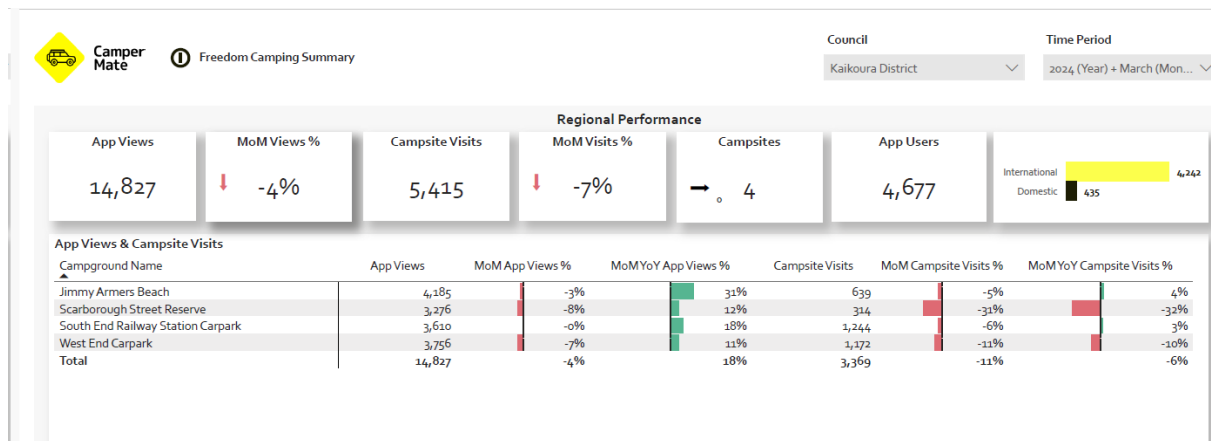 Camper
Mate
Freedom Camping Summary
Council
Kaikoura District
Time Period
2024 (Year) + March (Mon...
Regional Performance
App Views
14,827
MoM Views %
-4%
Campsite Visits
5,415
MoM Visits %
-7%
Campsites
0 4
App Users
4,677
International 4,242
Domestic 435
App Views & Campsite Visits
Campground Name App Views MoM App Views % MoM YoY App Views % Campsite Visits MoM Campsite Visits % MoM YoY Campsite Visits %
Jimmy Armers Beach 4,185 -3% 31% 639 -5% 4%
Scarborough Street Reserve 3,276 -8% 12% 314 -31% -32%
South End Railway Station Carpark 3,610 -0% 18% 1,244 -6% 3%
West End Carpark 3,756 -7% 11% 1,172 -11% -10%
Total 14,827 -4% 18% 3,369 -11% -6%